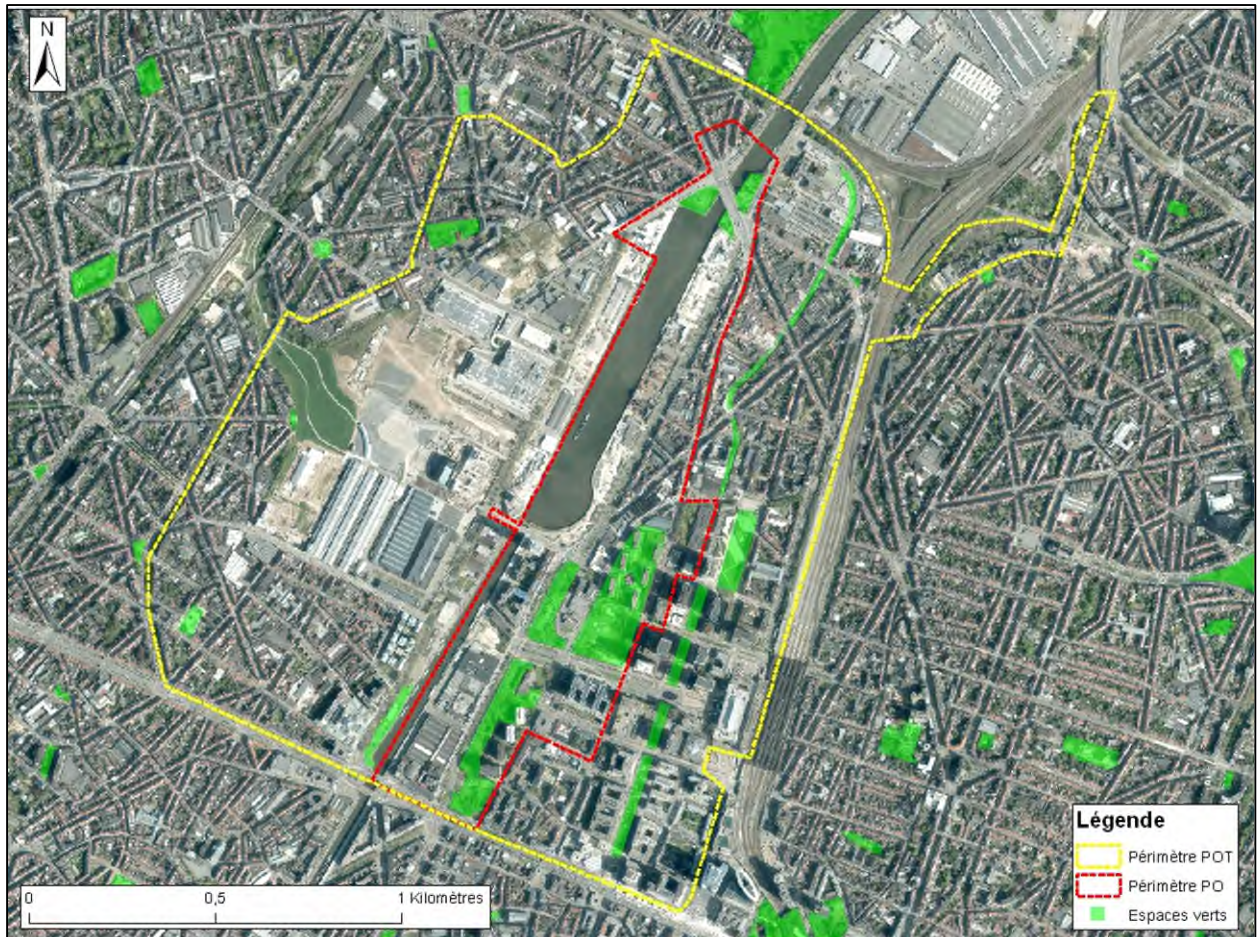 N
Légende
Périmètre POT
Périmètre PO
Espaces verts
0 0,5 1 Kilomètres